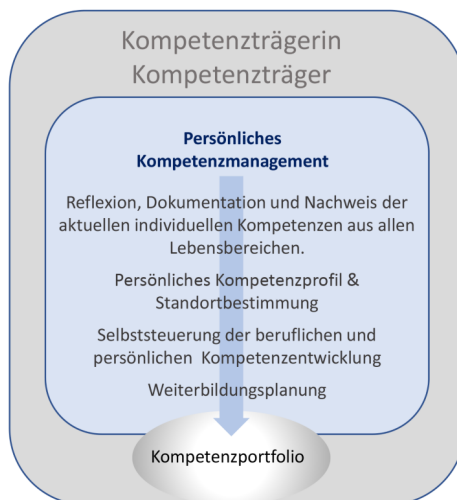 Kompetenzträgerin
Kompetenzträger
Persönliches
Kompetenzmanagement
Reflexion, Dokumentation und Nachweis der
aktuellen individuellen Kompetenzen aus allen
Lebensbereichen.
Persönliches Kompetenzprofil &
Standortbestimmung
Selbststeuerung der beruflichen und
persönlichen Kompetenzentwicklung
Weiterbildungsplanung
Kompetenzportfolio